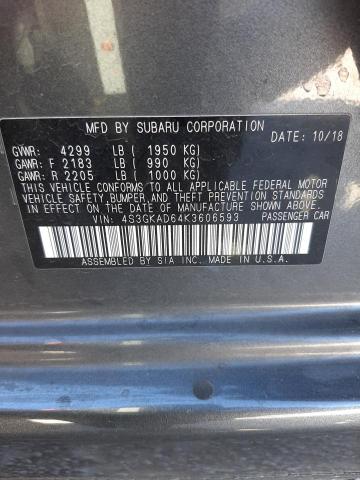 MFD BY SUBARU CORPORATION
DATE: 10/18
GVWR: 4299 LB ( 1950 KG)
GAWR: F 2183 LB ( 990 KG)
GAWR: R 2205 LB ( 1000 KG)
THIS VEHICLE CONFORMS TO ALL APPLICABLE FEDERAL MOTOR
VEHICLE SAFETY, BUMPER, AND THEFT PREVENTION
STANDARDS IN EFFECT ON THE DATE OF MANUFACTURE SHOWN ABOVE.
VIN: 4S3GKAD64K3606593 PASSENGER CAR
ASSEMBLED BY SIA INC. MADE IN U.S.A.